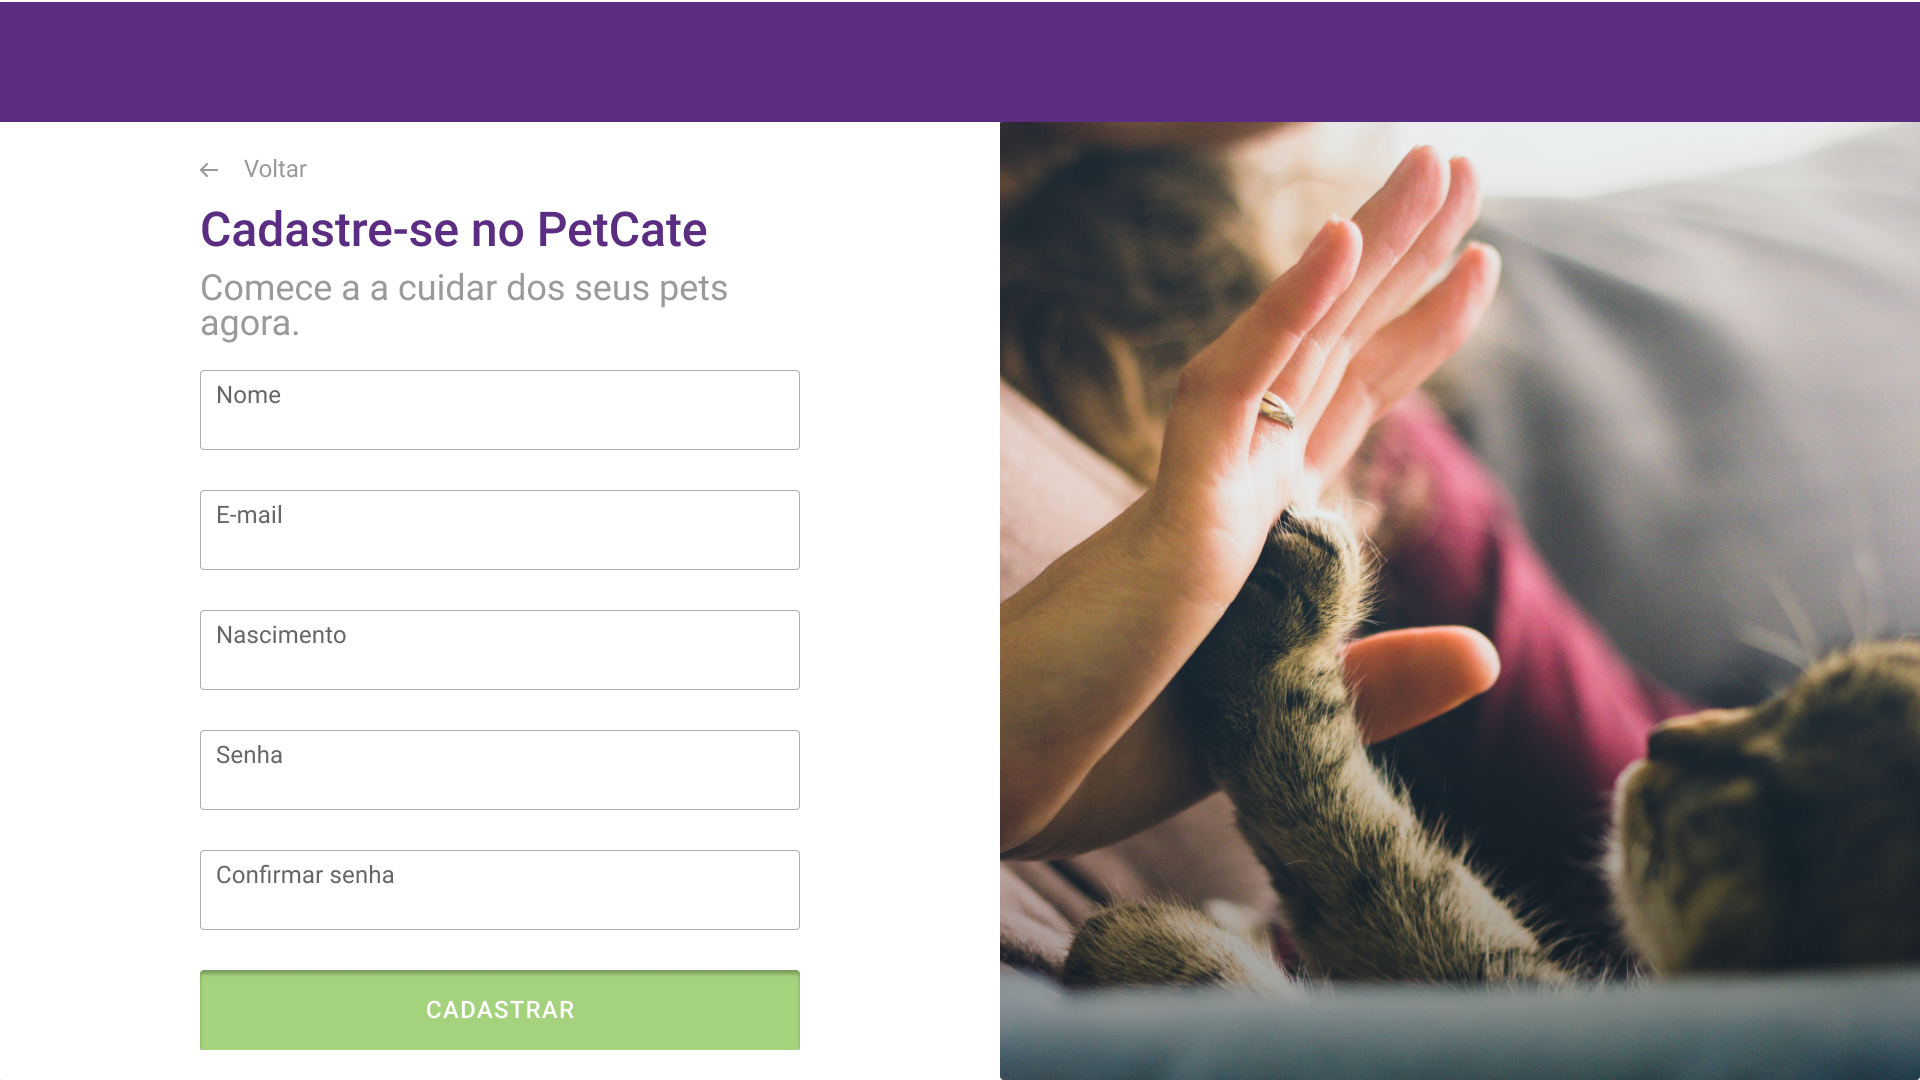 Voltar
Cadastre-se no PetCate
Comece a a cuidar dos seus pets
agora.
Nome
E-mail
Nascimento
Senha
Confirmar senha
CADASTRAR